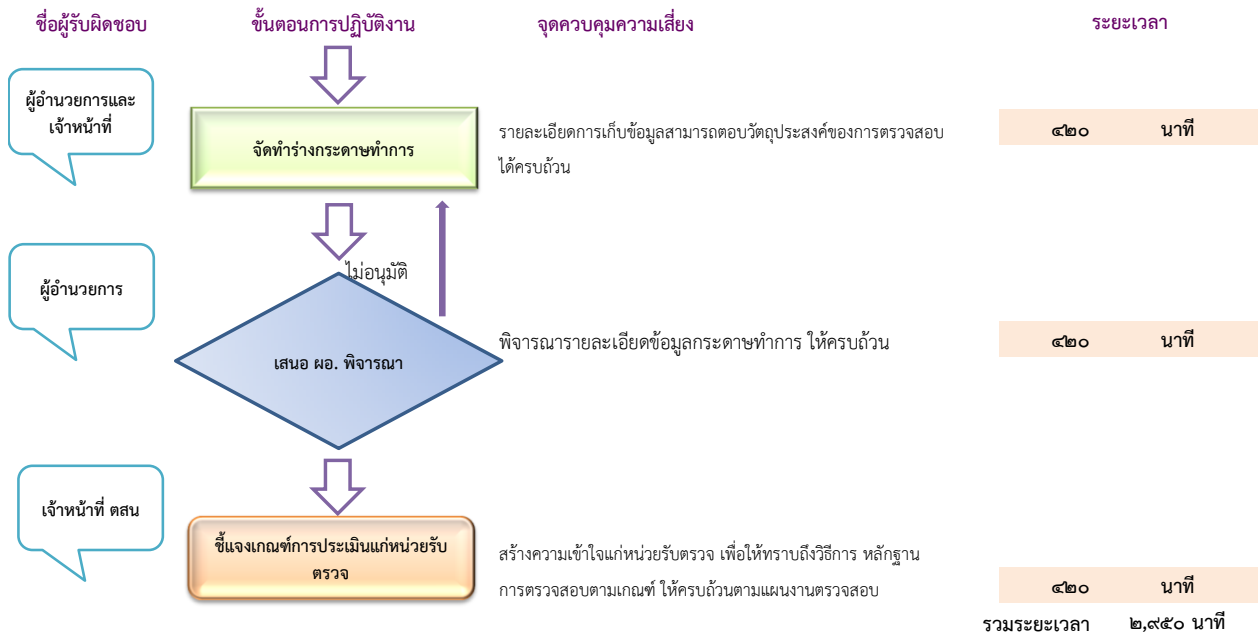 ชื่อผู้รับผิดชอบ ขั้นตอนการปฏิบัติงาน จุดควบคุมความเสี่ยง ระยะเวลา
ผู้อำนวยการและ
เจ้าหน้าที่
จัดทำร่างกระดาษทำการ
รายละเอียดการเก็บข้อมูลสามารถตอบวัตถุประสงค์ของการตรวจสอบ
ได้ครบถ้วน
๔๒๐ นาที
ไม่อนุมัติ
ผู้อำนวยการ
เสนอ ผอ. พิจารณา
พิจารณารายละเอียดข้อมูลกระดาษทำการ ให้ครบถ้วน
๔๒๐ นาที
เจ้าหน้าที่ ตสน
ชี้แจงเกณฑ์การประเมินแก่หน่วยรับ
ตรวจ
สร้างความเข้าใจแก่หน่วยรับตรวจ เพื่อให้ทราบถึงวิธีการ หลักฐาน
การตรวจสอบตามเกณฑ์ ให้ครบถ้วนตามแผนงานตรวจสอบ
๔๒๐ นาที
รวมระยะเวลา ๒,๙๕๐ นาที